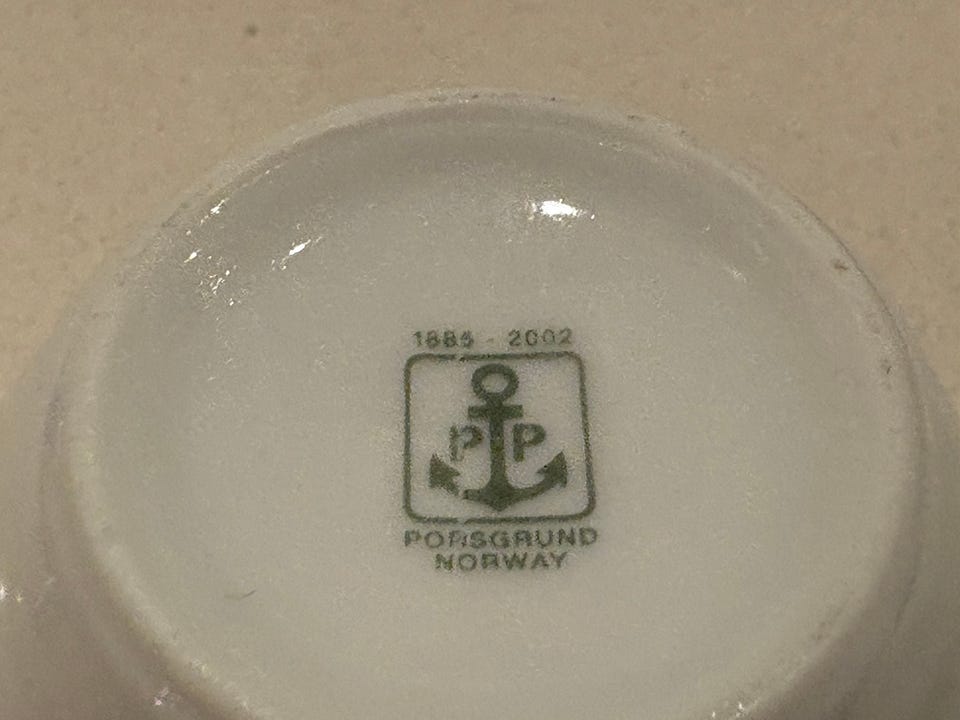 1885 - 2002
P P
PORSGRUND
NORWAY